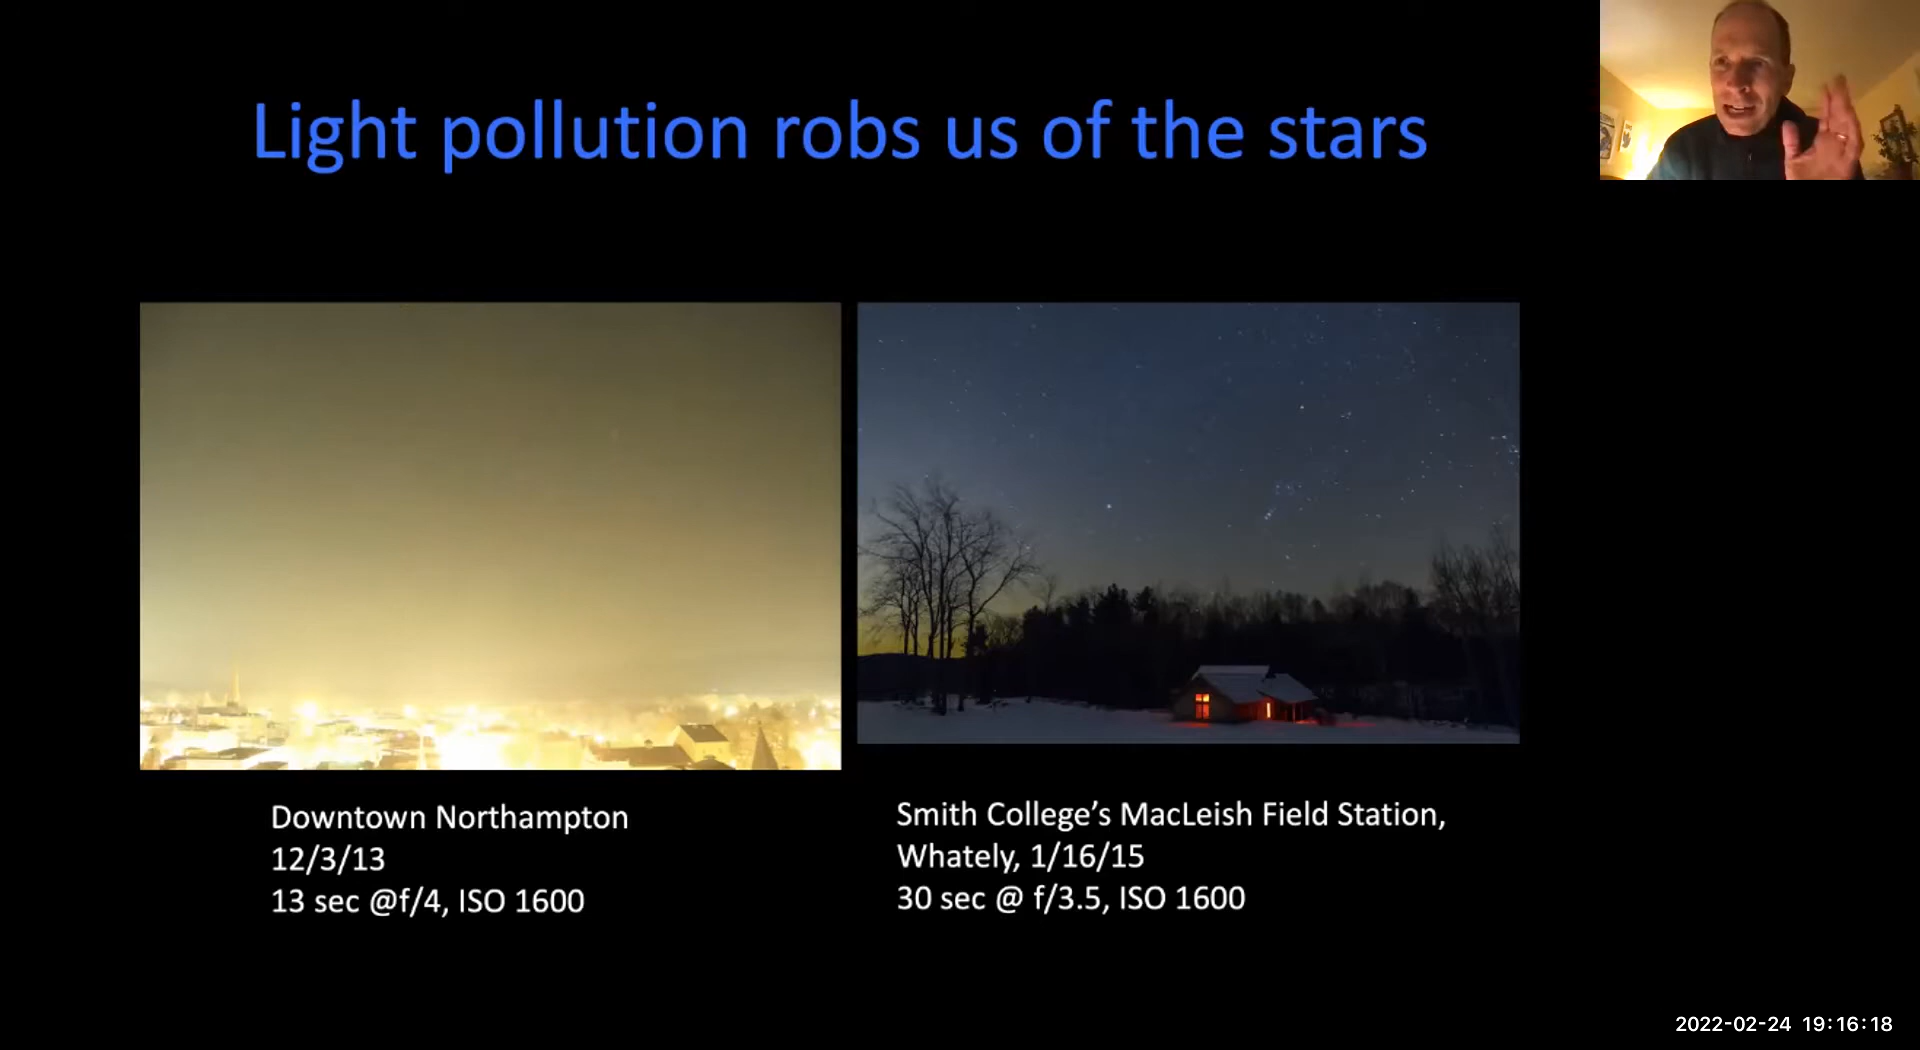 Light pollution robs us of the stars
Downtown Northampton
12/3/13
13 sec @f/4, ISO 1600
Smith College’s MacLeish Field Station,
Whately, 1/16/15
30 sec @ f/3.5, ISO 1600
2022-02-24 19:16:18